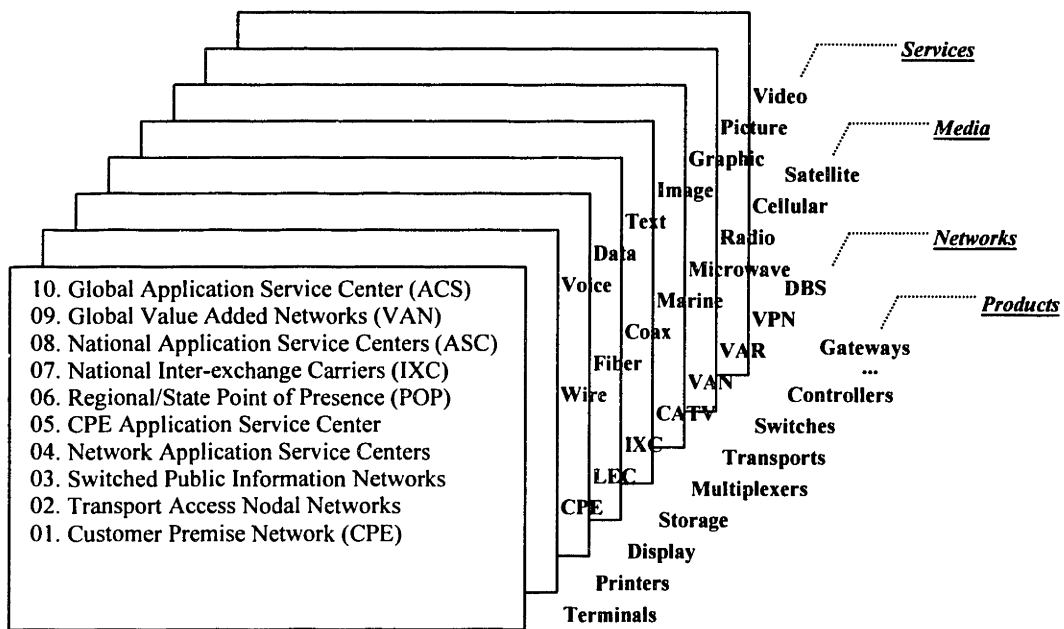 10. Global Application Service Center (ACS)
09. Global Value Added Networks (VAN)
08. National Application Service Centers (ASC)
07. National Inter-exchange Carriers (IXC)
06. Regional/State Point of Presence (POP)
05. CPE Application Service Center
04. Network Application Service Centers
03. Switched Public Information Networks
02. Transport Access Nodal Networks
01. Customer Premise Network (CPE)
Voice
Data
Text
Image
Graphic
Picture
Video
Services
Wire
Fiber
Coax
Marine
Microwave
Radio
Cellular
Satellite
Media
CPE
LEC
IXC
CATV
VAN
VAR
VPN
DBS
Networks
Terminals
Printers
Display
Storage
Multiplexers
Transports
Switches
Controllers
...
Gateways
Products